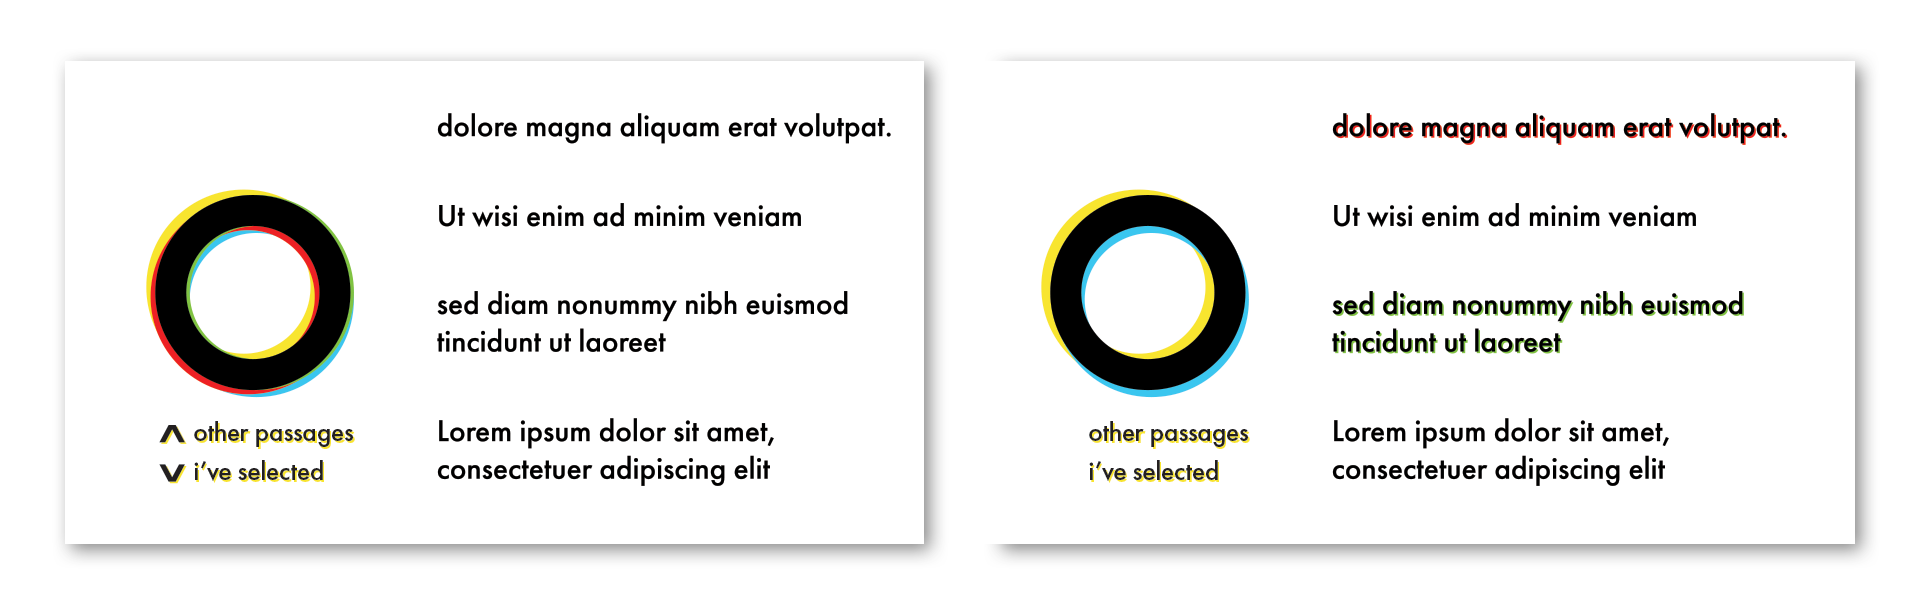 dolore magna aliquam erat volutpat.
Ut wisi enim ad minim veniam
sed diam nonummy nibh euismod
tincidunt ut laoreet
other passages
i've selected
Lorem ipsum dolor sit amet,
consectetuer adipiscing elit
dolore magna aliquam erat volutpat.
Ut wisi enim ad minim veniam
sed diam nonummy nibh euismod
tincidunt ut laoreet
other passages
i've selected
Lorem ipsum dolor sit amet,
consectetuer adipiscing elit